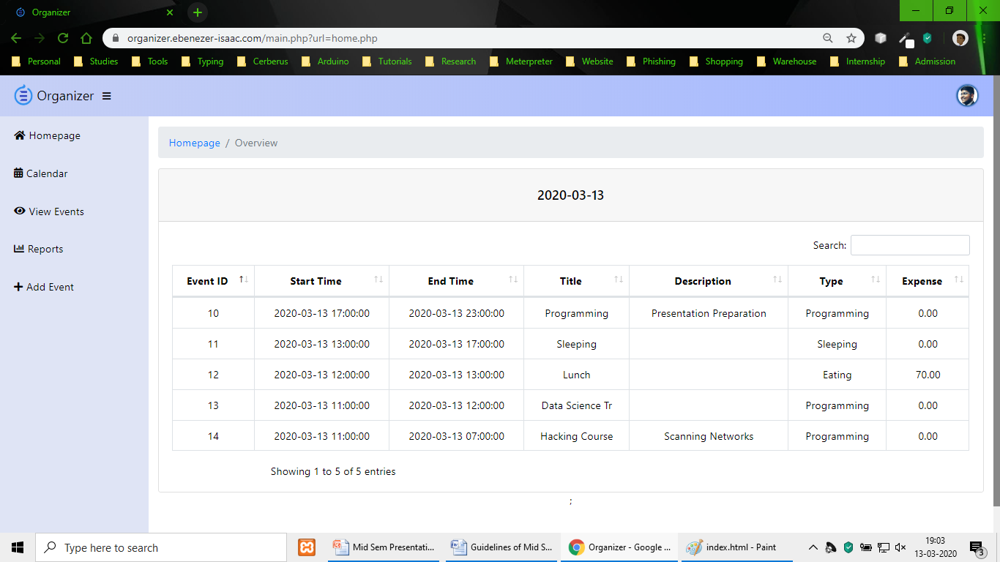 Organizer
organizer.ebenezer-isaac.com/main.php?url=home.php
Personal Studies Tools Typing Cerberus Arduino Tutorials Research Meterpreter Website Phishing Shopping Warehouse Internship Admission
Organizer
Homepage
Calendar
View Events
Reports
Add Event
Homepage / Overview
2020-03-13
Search:
Event ID Start Time End Time Title Description Type Expense
10 2020-03-13 17:00:00 2020-03-13 23:00:00 Programming Presentation Preparation Programming 0.00
11 2020-03-13 13:00:00 2020-03-13 17:00:00 Sleeping Sleeping 0.00
12 2020-03-13 12:00:00 2020-03-13 13:00:00 Lunch Eating 70.00
13 2020-03-13 11:00:00 2020-03-13 12:00:00 Data Science Tr Programming 0.00
14 2020-03-13 11:00:00 2020-03-13 07:00:00 Hacking Course Scanning Networks Programming 0.00
Showing 1 to 5 of 5 entries
;
Type here to search
Mid Sem Presentati...
Guidelines of Mid S...
Organizer - Google ...
index.html - Paint
19:03
13-03-2020
3